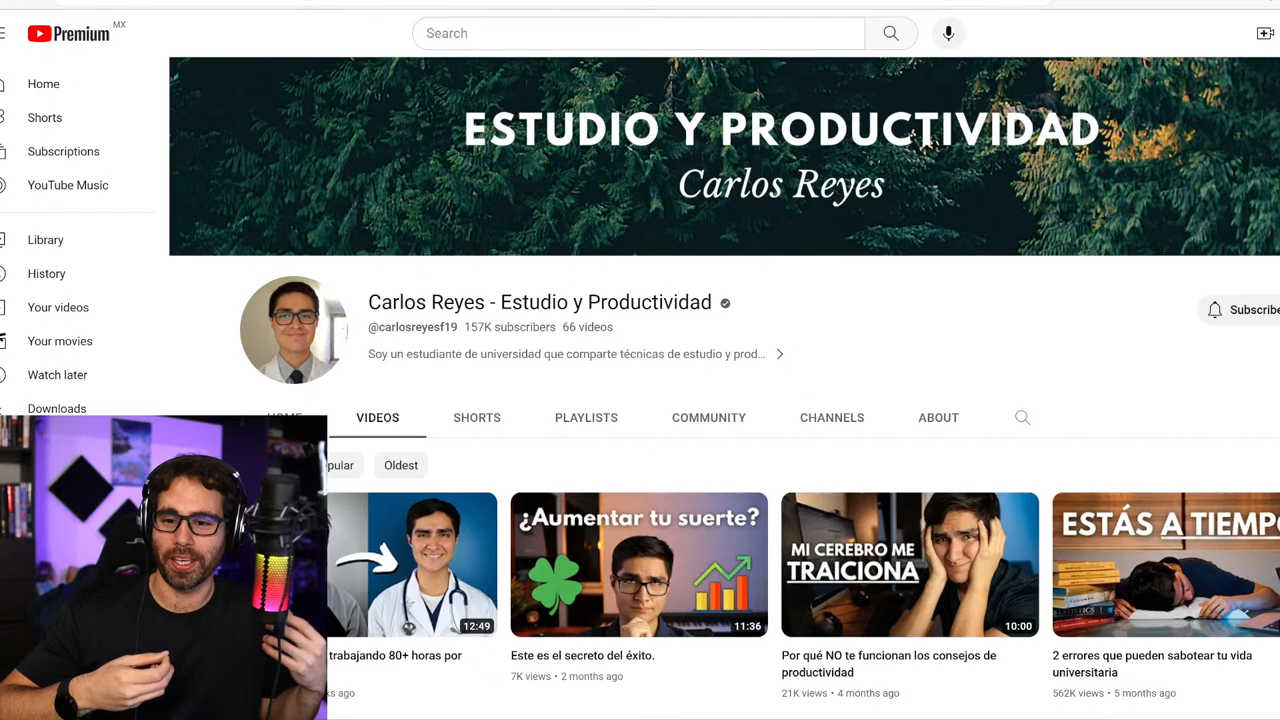 Premium MX
Search
Home
Shorts
Subscriptions
YouTube Music
Library
History
Your videos
Your movies
Watch later
Downloads
ESTUDIO Y PRODUCTIVIDAD
Carlos Reyes
Carlos Reyes - Estudio y Productividad
@carlosreyesf19 157K subscribers 66 videos
Soy un estudiante de universidad que comparte técnicas de estudio y prod...
Subscribe
HOME VIDEOS SHORTS PLAYLISTS COMMUNITY CHANNELS ABOUT
pular Oldest
12:49
trabajando 80+ horas por
ks ago
¿Aumentar tu suerte?
11:36
Este es el secreto del éxito.
7K views • 2 months ago
MI CEREBRO ME
TRAICIONA
10:00
Por qué NO te funcionan los consejos de
productividad
21K views • 4 months ago
ESTÁS A TIEMPO
STATISTICS
2 errores que pueden sabotear tu vida
universitaria
562K views • 5 months ago